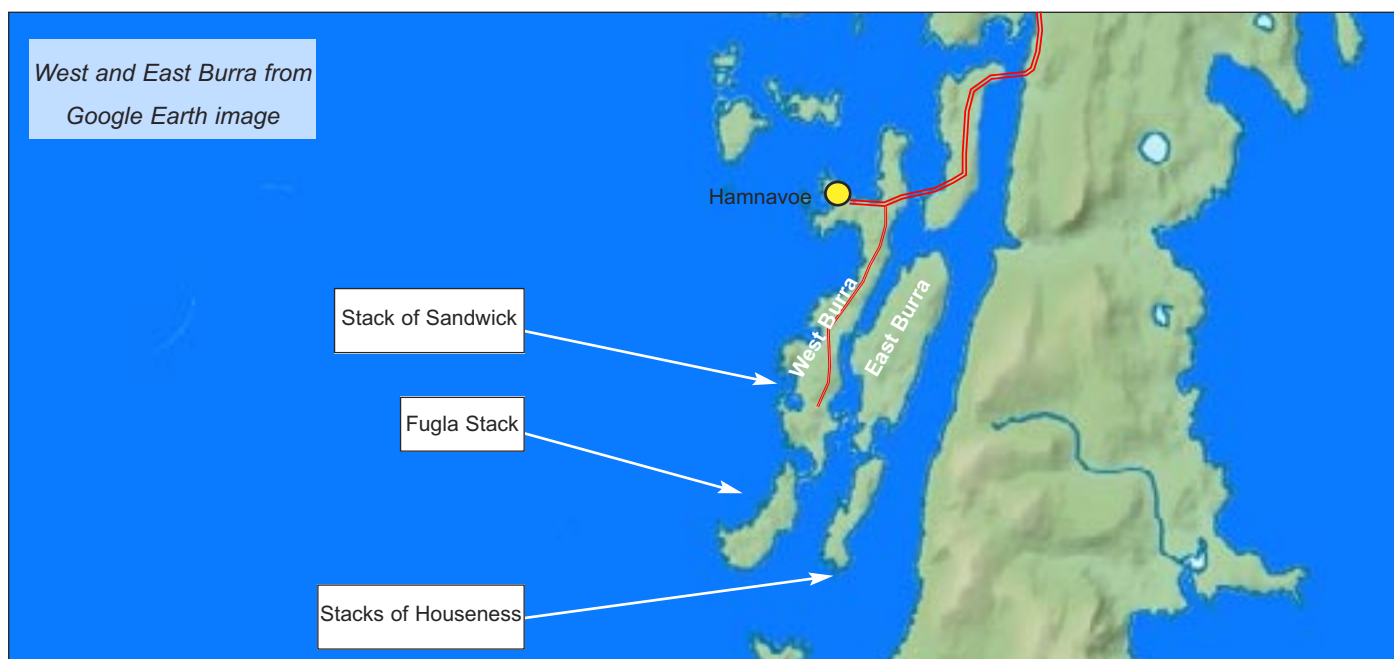 West and East Burra from
Google Earth image
Hamnavoe
Stack of Sandwick
West Burra
East Burra
Fugla Stack
Stacks of Houseness